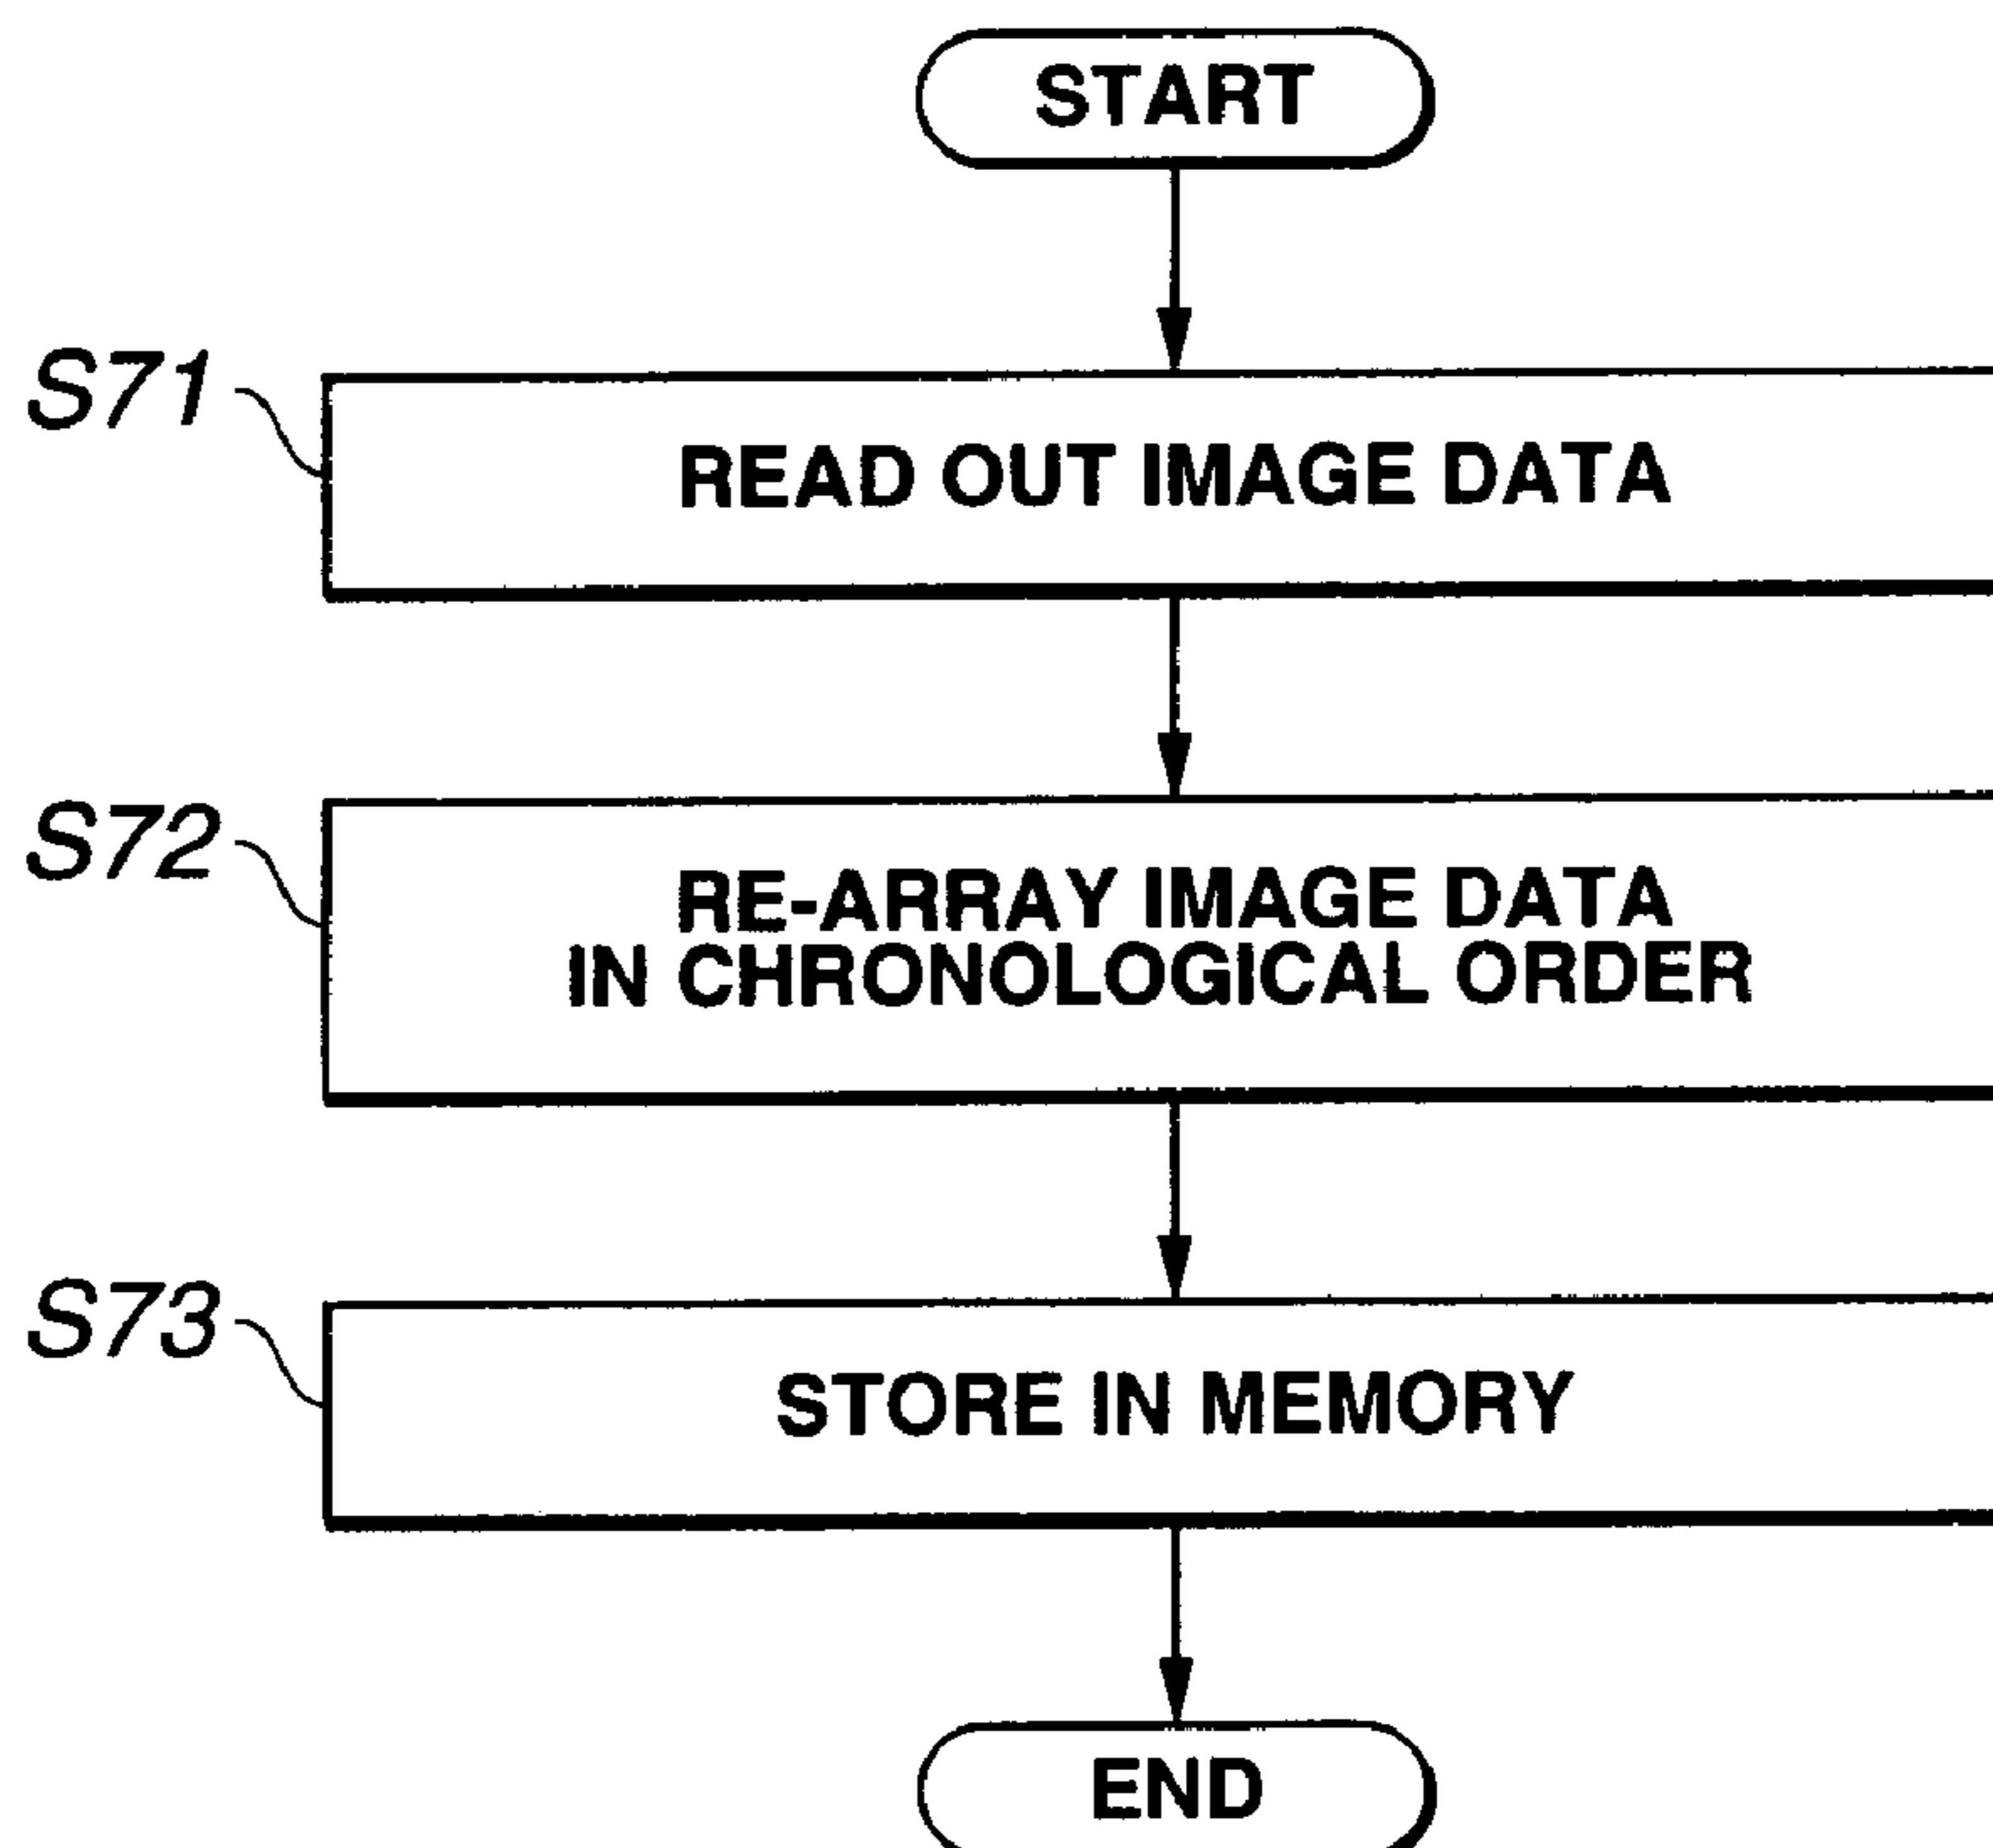 START
S71
READ OUT IMAGE DATA
S72
RE-ARRAY IMAGE DATA
IN CHRONOLOGICAL ORDER
S73
STORE IN MEMORY
END